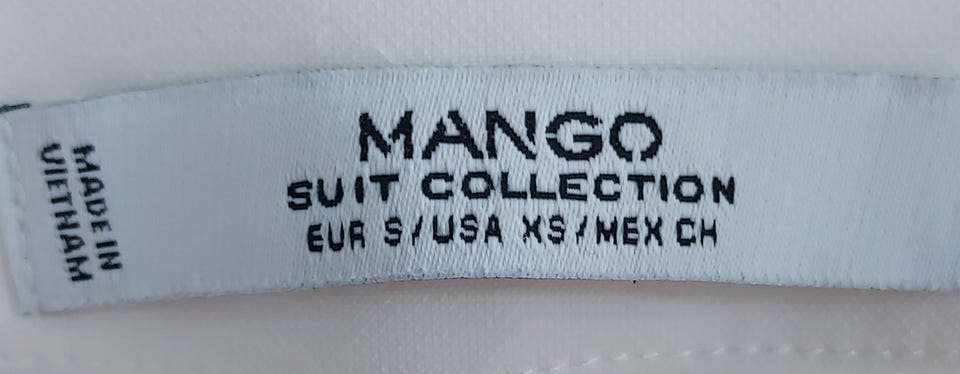 MANGO
SUIT COLLECTION
EUR S/USA XS/MEX CH
MADE IN
VIETNAM